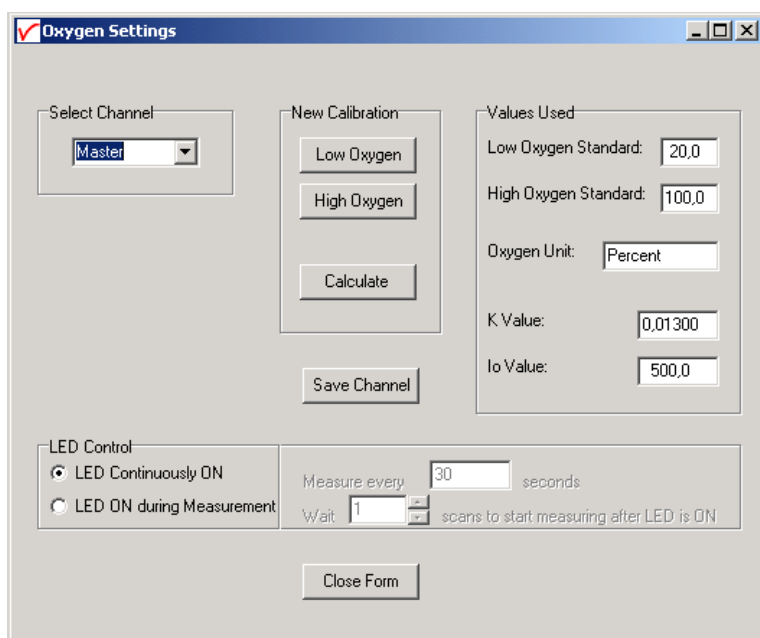 Oxygen Settings
Select Channel
Master
New Calibration
Low Oxygen
High Oxygen
Calculate
Save Channel
Values Used
Low Oxygen Standard: 20,0
High Oxygen Standard: 100,0
Oxygen Unit: Percent
K Value: 0,01300
Io Value: 500,0
LED Control
LED Continuously ON
LED ON during Measurement
Measure every 30 seconds
Wait 1 scans to start measuring after LED is ON
Close Form